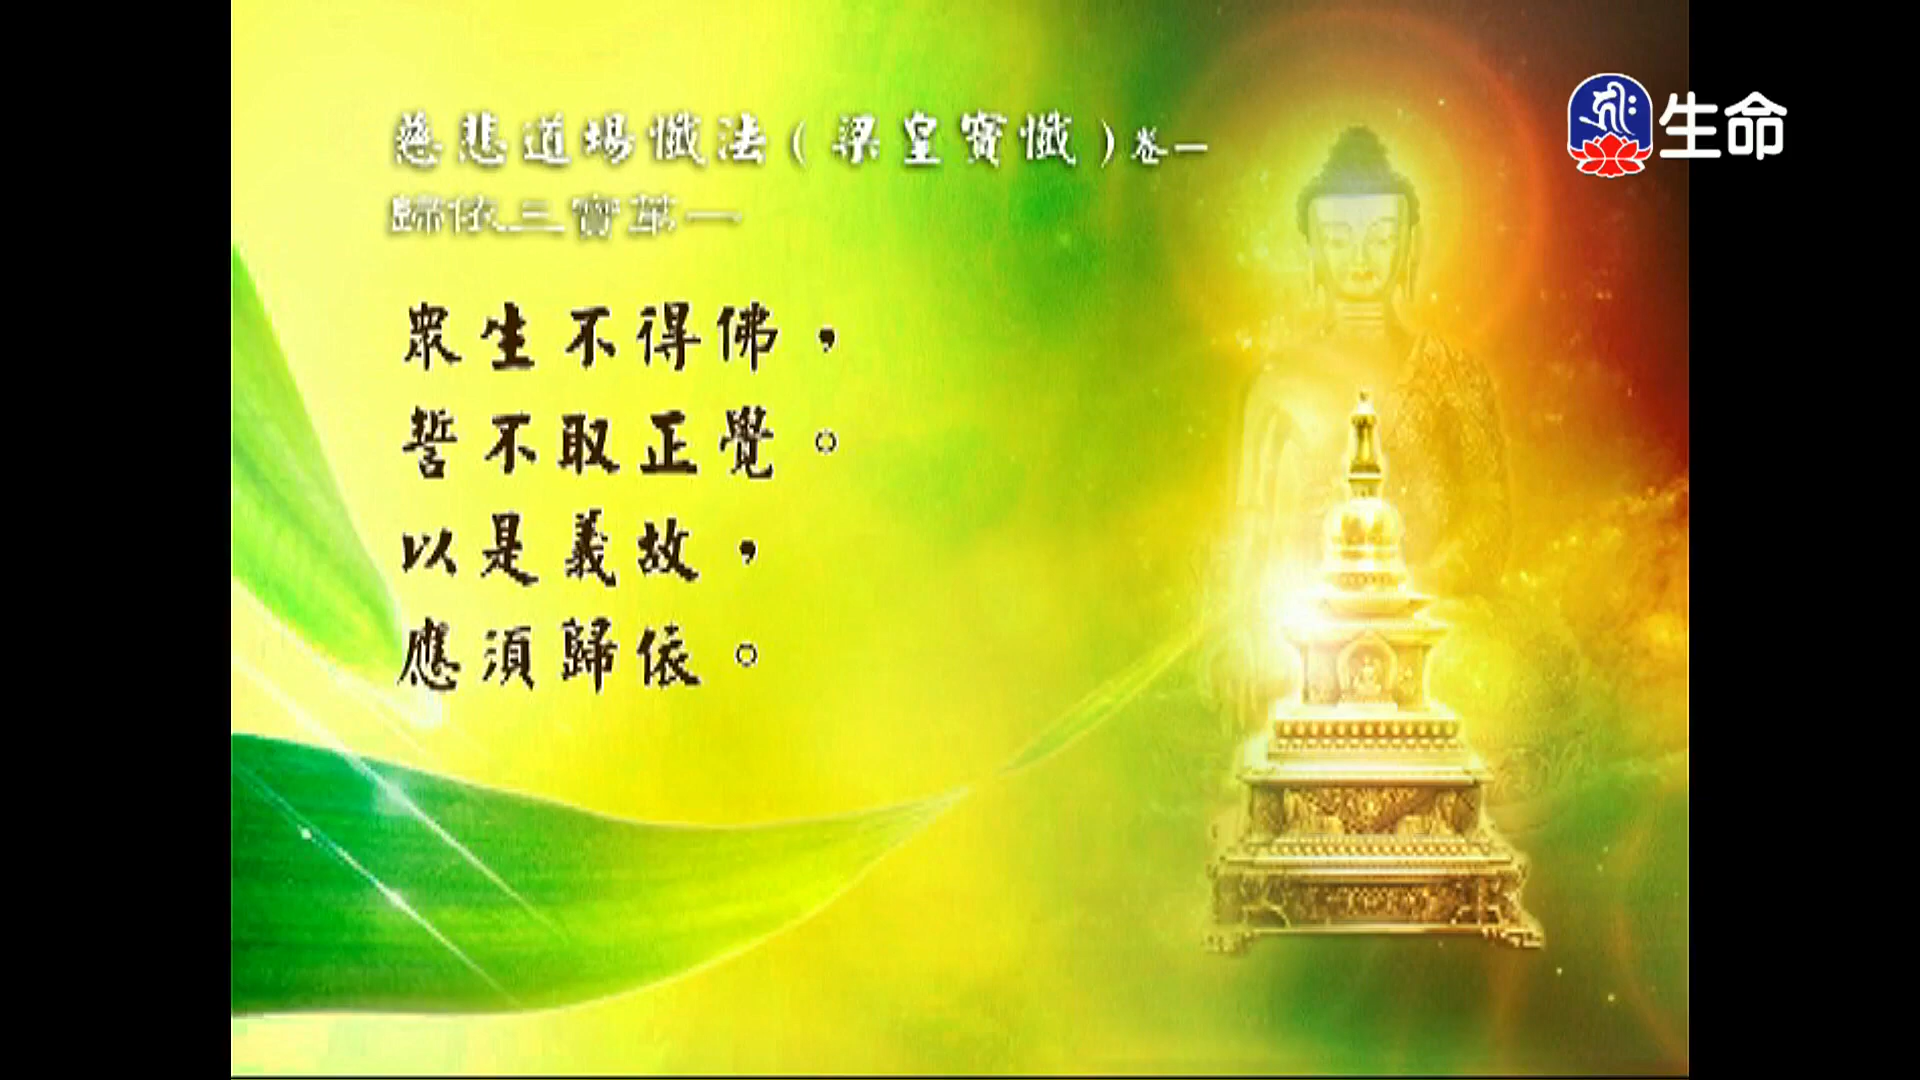 慈悲道場懺法(梁皇寶懺)卷一
歸依三寶第一
眾生不得佛，
誓不取正覺。
以是義故，
應須歸依。
生命